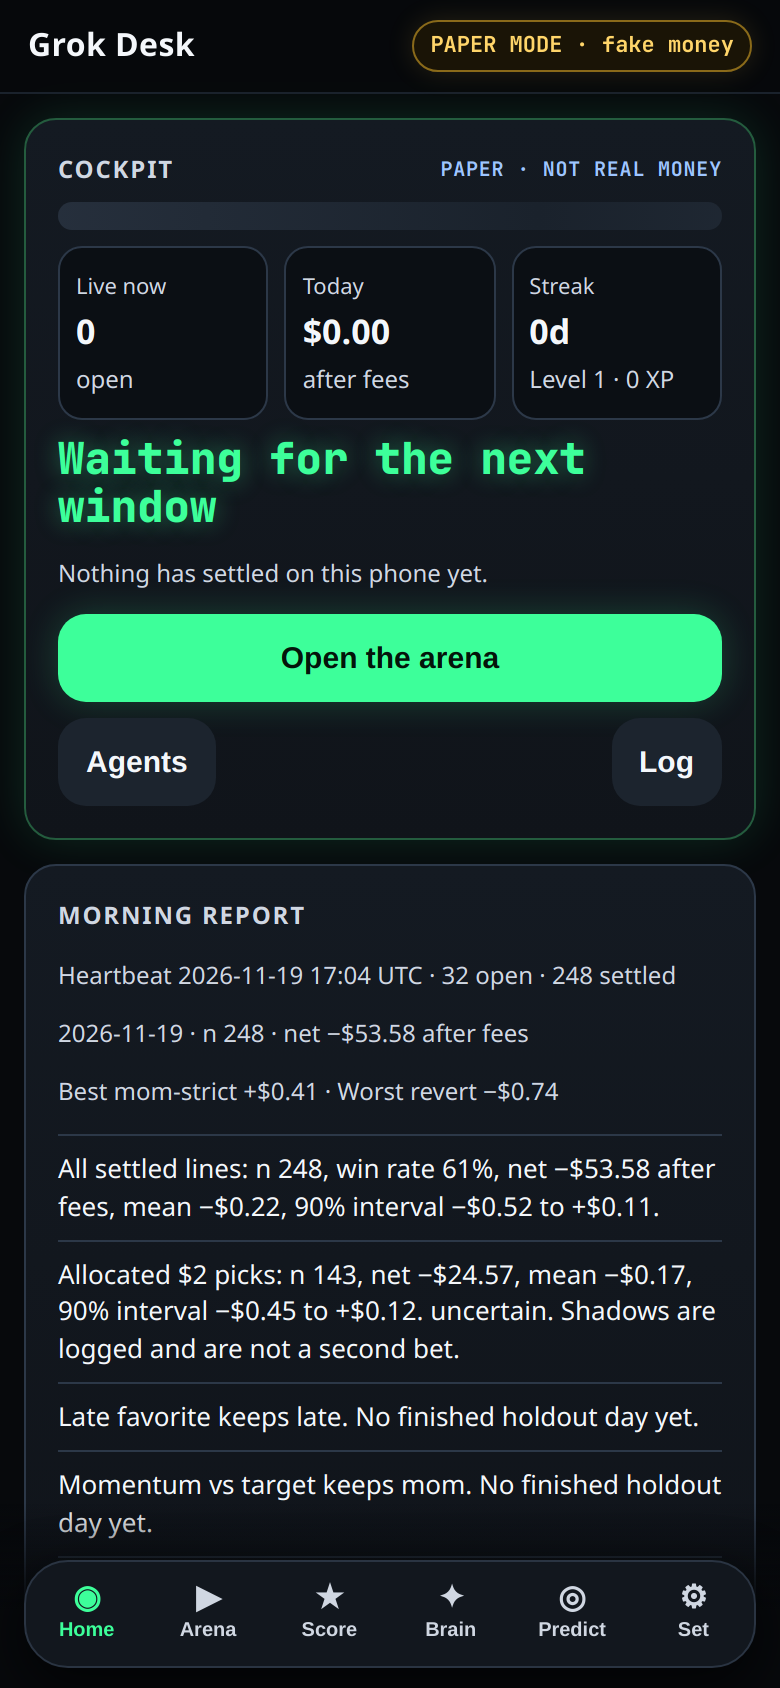 Grok Desk
PAPER MODE · fake money
COCKPIT
PAPER · NOT REAL MONEY
Live now
0
open
Today
$0.00
after fees
Streak
0d
Level 1 · 0 XP
Waiting for the next
window
Nothing has settled on this phone yet.
Open the arena
Agents
Log
MORNING REPORT
Heartbeat 2026-11-19 17:04 UTC · 32 open · 248 settled
2026-11-19 · n 248 · net −$53.58 after fees
Best mom-strict +$0.41 · Worst revert −$0.74
All settled lines: n 248, win rate 61%, net −$53.58 after
fees, mean −$0.22, 90% interval −$0.52 to +$0.11.
Allocated $2 picks: n 143, net −$24.57, mean −$0.17,
90% interval −$0.45 to +$0.12. uncertain. Shadows are
logged and are not a second bet.
Late favorite keeps late. No finished holdout day yet.
Momentum vs target keeps mom. No finished holdout
day yet.
Home
Arena
Score
Brain
Predict
Set